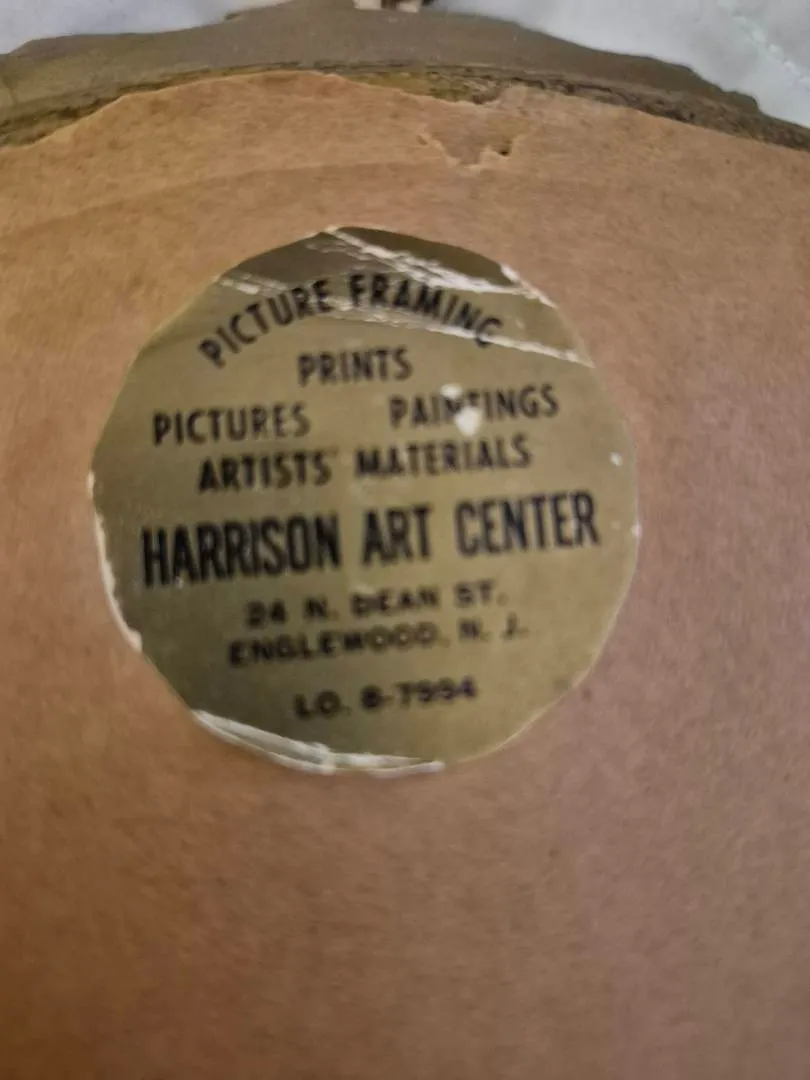 PICTURE FRAMING
PRINTS
PICTURES PAINTINGS
ARTISTS' MATERIALS
HARRISON ART CENTER
24 N. DEAN ST.
ENGLEWOOD, N. J.
LO. 8-7994